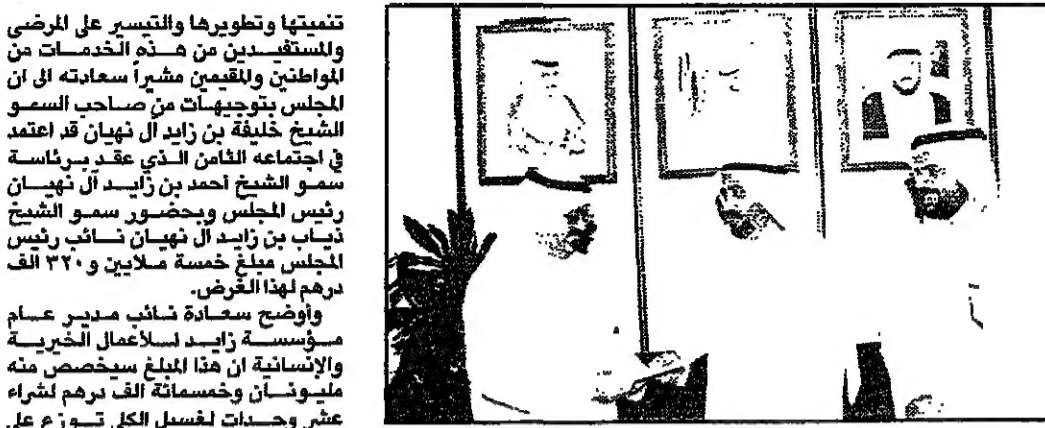 تنميتها وتطويرها والتيسير على المرضى
والمستفيدين من هذه الخدمات من
المواطنين والمقيمين مشيراً سعادته الى ان
المجلس بتوجيهات من صاحب السمو
الشيخ خليفة بن زايد آل نهيان قد اعتمد
في اجتماعه الثامن الذي عقد برئاسة
سمو الشيخ احمد بن زايد آل نهيان
رئيس المجلس وبحضور سمو الشيخ
ذياب بن زايد آل نهيان نائب رئيس
المجلس مبلغ خمسة ملايين و٣٢٠ الف
درهم لهذا الغرض.
وأوضح سعادة نائب مدير عام
مؤسسة زايد للأعمال الخيرية
والإنسانية ان هذا المبلغ سيخصص منه
مليونان وخمسمائة الف درهم لشراء
عشر وحدات لغسيل الكلى توزع على